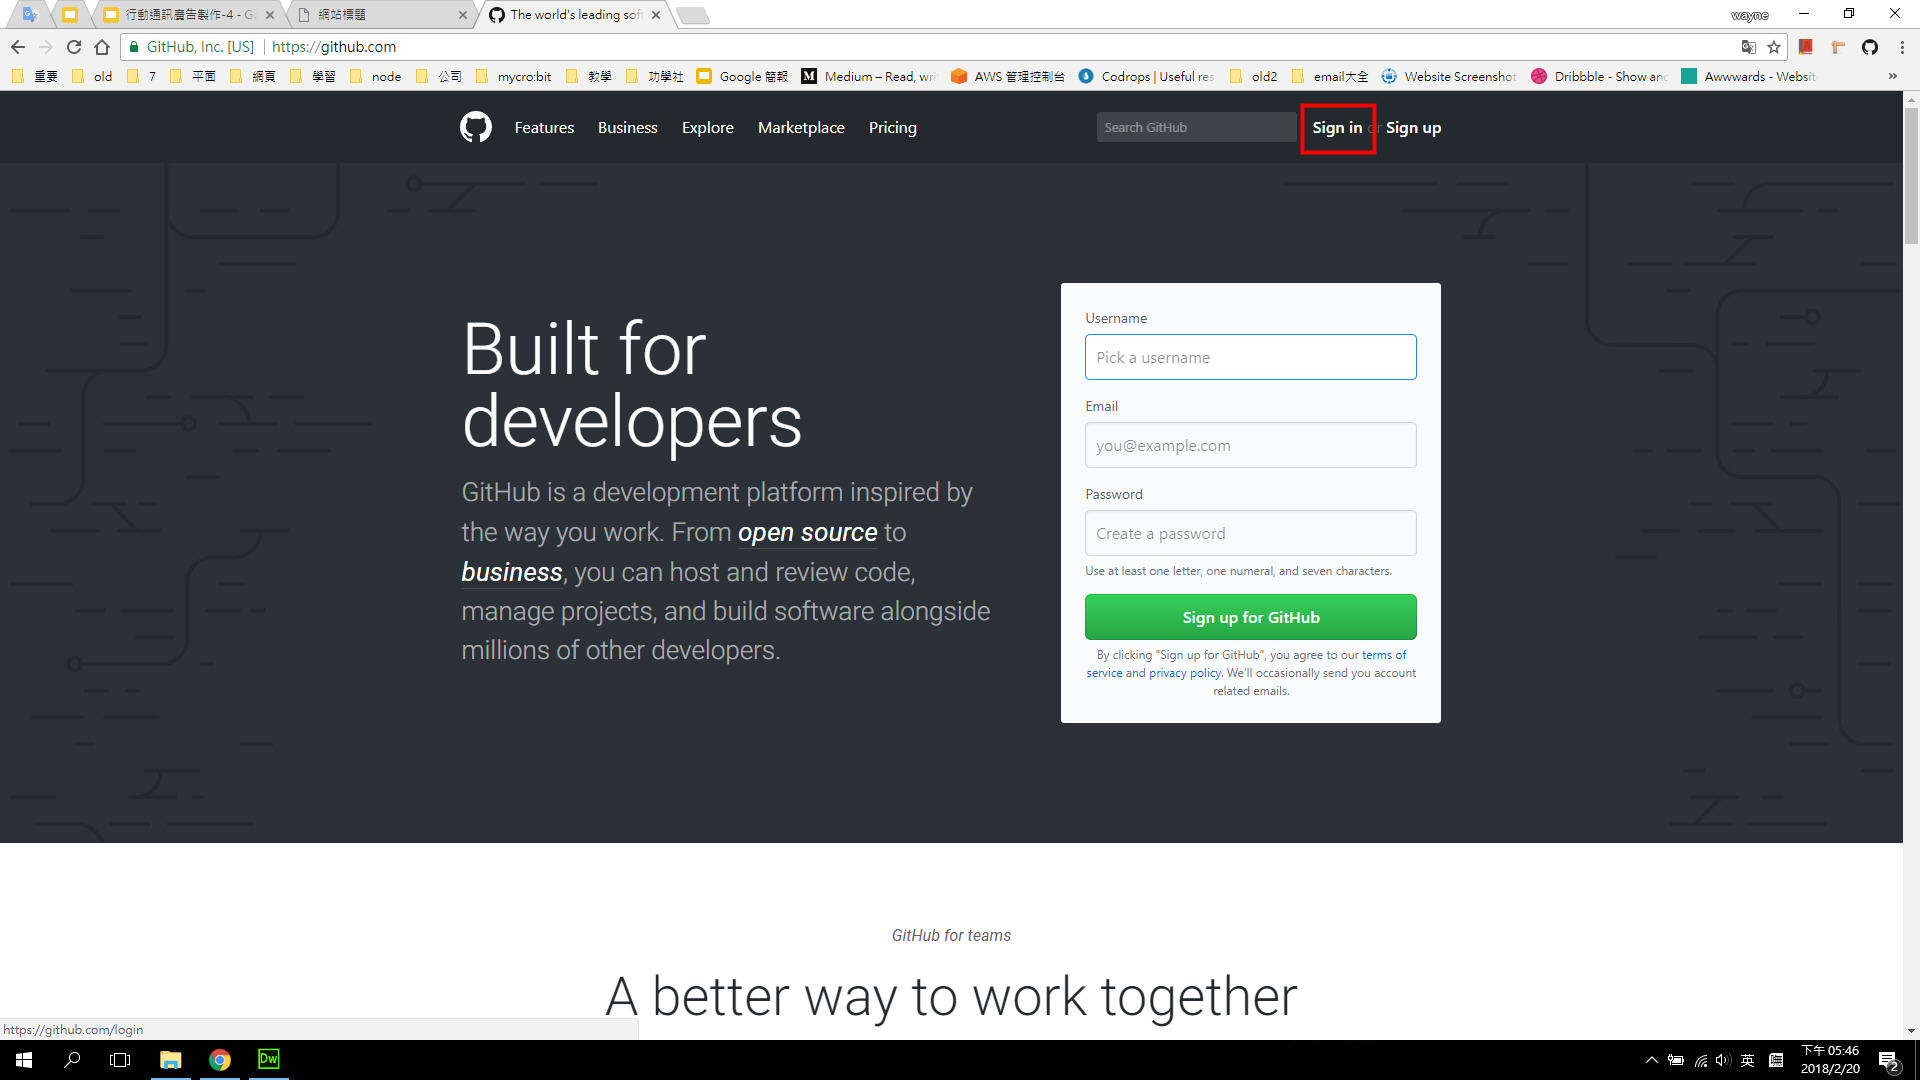 行動通訊廣告製作-4 - G
網站標題
The world's leading sof
wayne
GitHub, Inc. [US]
https://github.com
重要
old
7
平面
網頁
學習
node
公司
mycro:bit
教學
功學社
Google 簡報
Medium – Read, wri
AWS 管理控制台
Codrops | Useful res
old2
email大全
Website Screenshot
Dribbble - Show and
Awwwards - Website
Features
Business
Explore
Marketplace
Pricing
Search GitHub
Sign in or Sign up
Built for
developers
GitHub is a development platform inspired by
the way you work. From open source to
business, you can host and review code,
manage projects, and build software alongside
millions of other developers.
Username
Pick a username
Email
you@example.com
Password
Create a password
Use at least one letter, one numeral, and seven characters.
Sign up for GitHub
By clicking "Sign up for GitHub", you agree to our terms of
service and privacy policy. We'll occasionally send you account
related emails.
GitHub for teams
A better way to work together
https://github.com/login
Dw
英
下午 05:46
2018/2/20
2